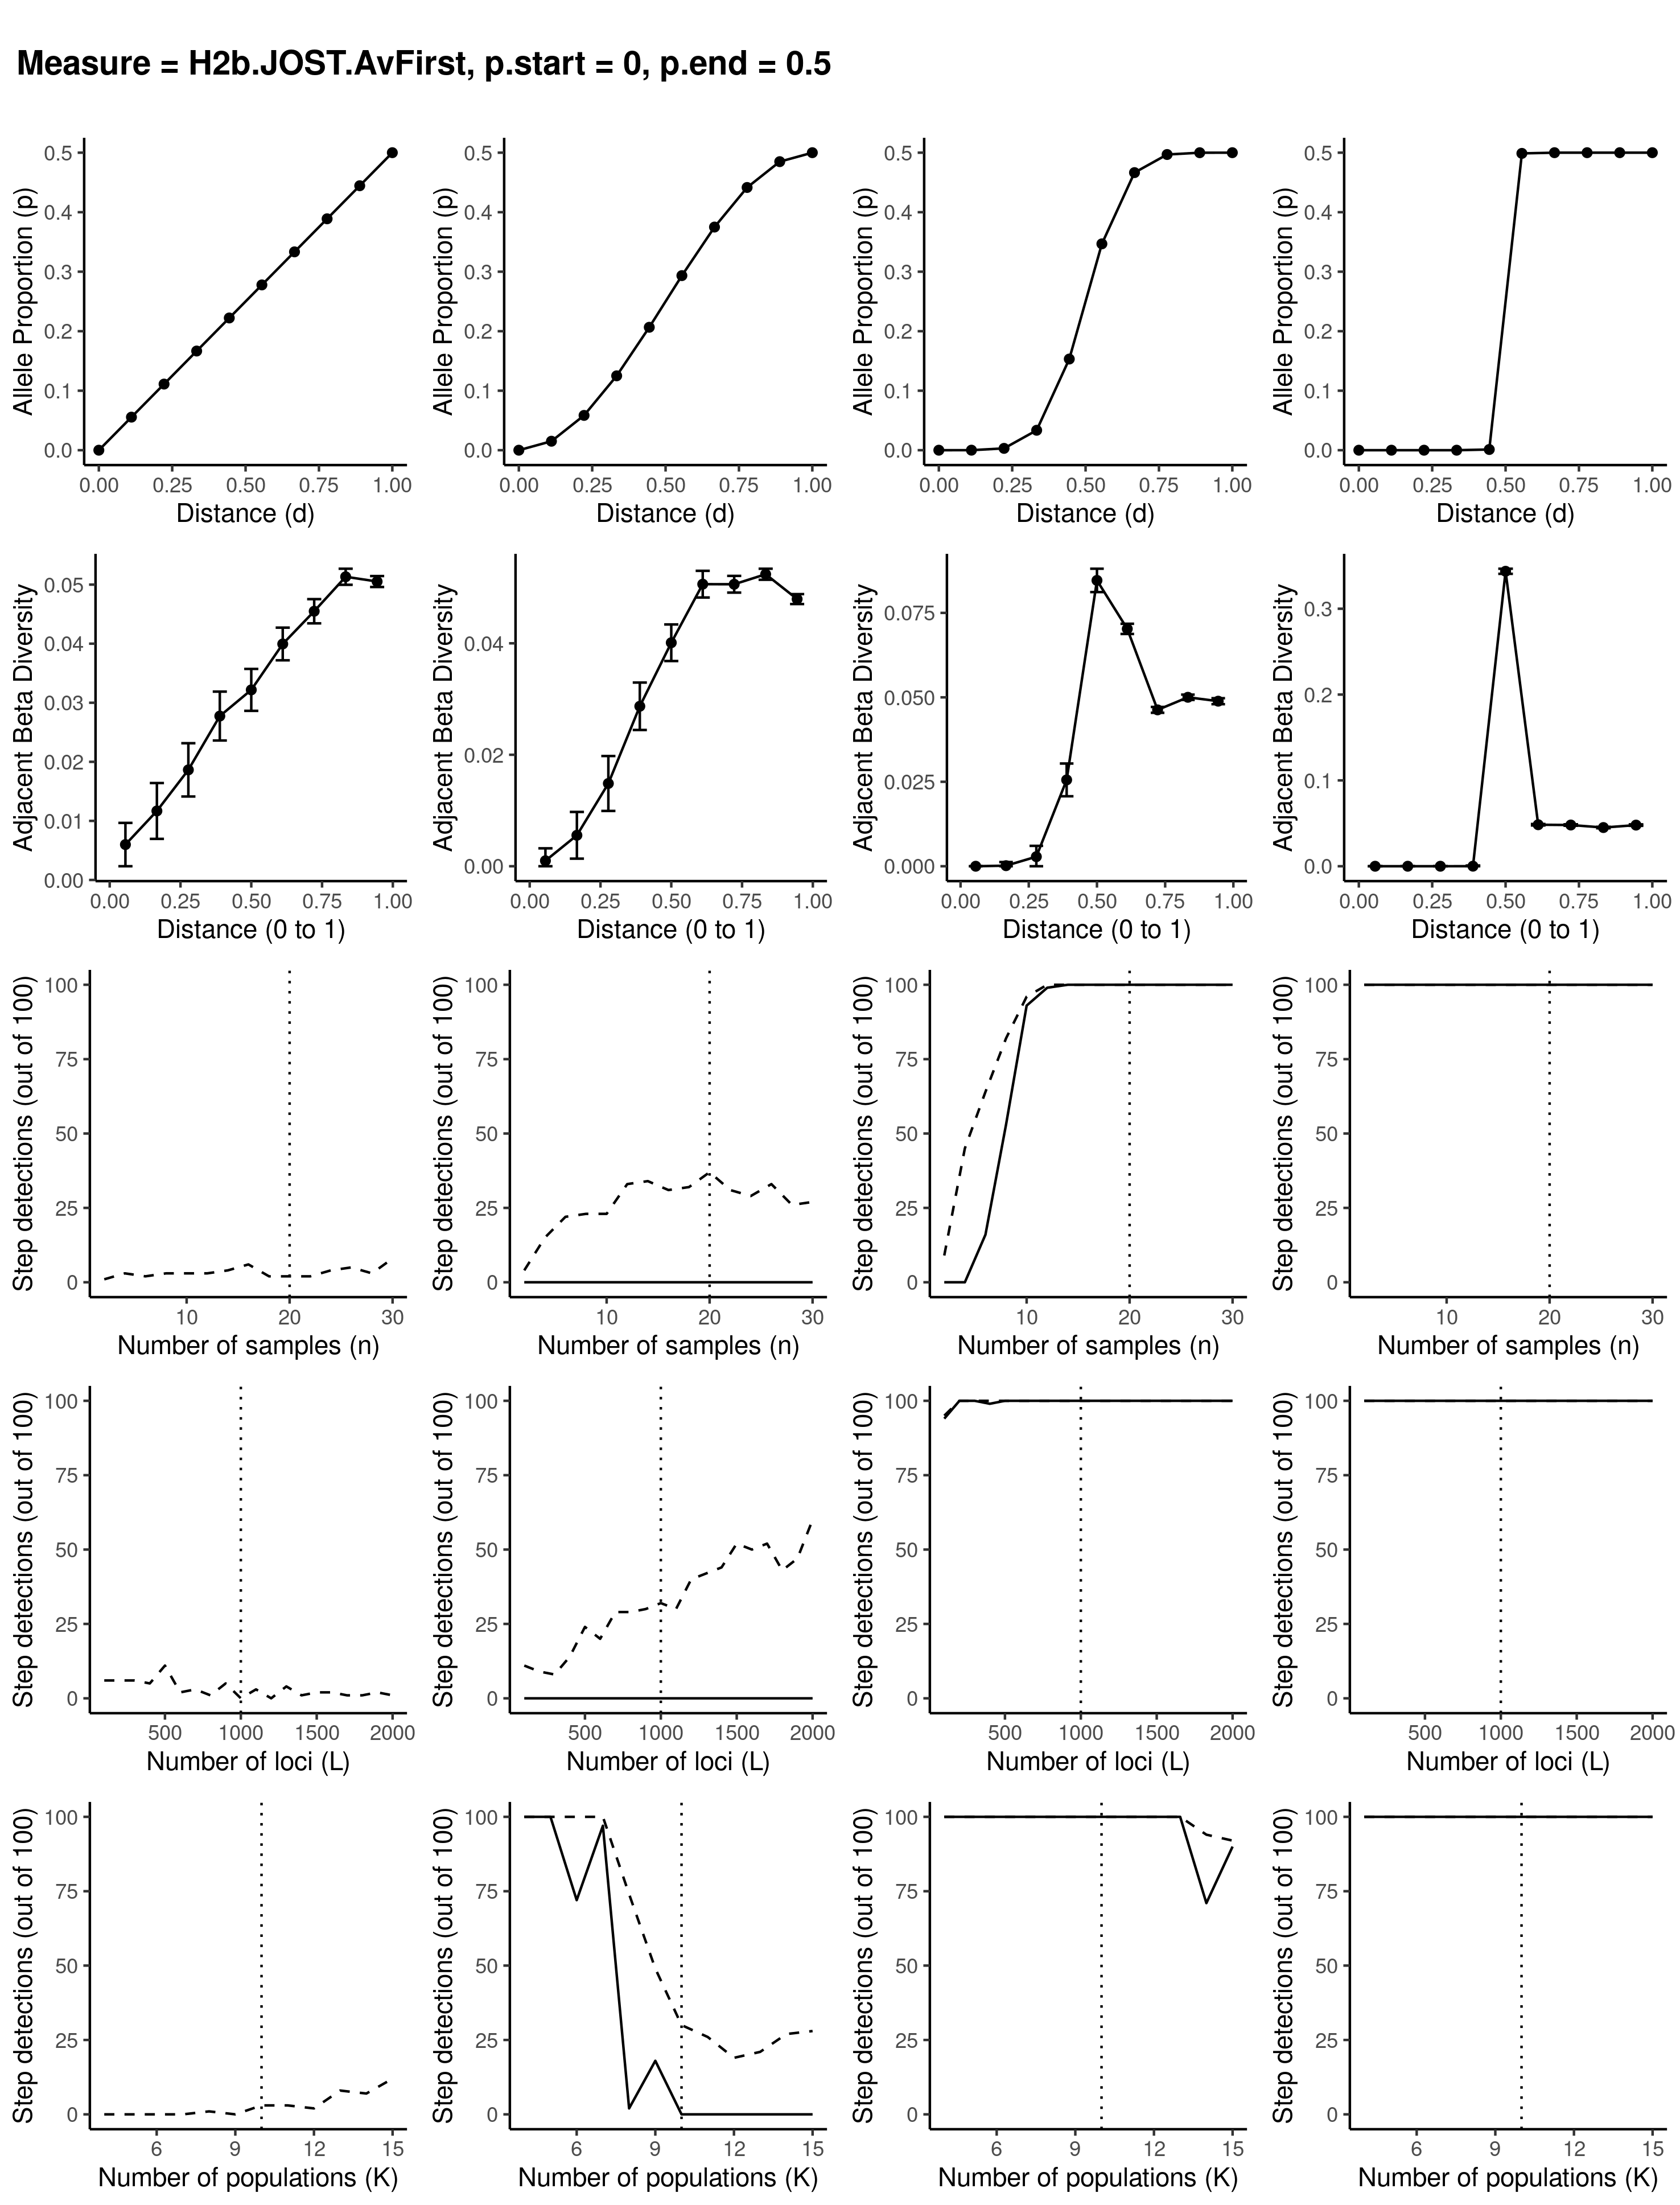 Measure = H2b.JOST.AvFirst, p.start = 0, p.end = 0.5
Allele Proportion (p)
0.5
0.4
0.3
0.2
0.1
0.0
0.00 0.25 0.50 0.75 1.00
Distance (d)
Allele Proportion (p)
0.5
0.4
0.3
0.2
0.1
0.0
0.00 0.25 0.50 0.75 1.00
Distance (d)
Allele Proportion (p)
0.5
0.4
0.3
0.2
0.1
0.0
0.00 0.25 0.50 0.75 1.00
Distance (d)
Allele Proportion (p)
0.5
0.4
0.3
0.2
0.1
0.0
0.00 0.25 0.50 0.75 1.00
Distance (d)
Adjacent Beta Diversity
0.05
0.04
0.03
0.02
0.01
0.00
0.00 0.25 0.50 0.75 1.00
Distance (0 to 1)
Adjacent Beta Diversity
0.04
0.02
0.00
0.00 0.25 0.50 0.75 1.00
Distance (0 to 1)
Adjacent Beta Diversity
0.075
0.050
0.025
0.000
0.00 0.25 0.50 0.75 1.00
Distance (0 to 1)
Adjacent Beta Diversity
0.3
0.2
0.1
0.0
0.00 0.25 0.50 0.75 1.00
Distance (0 to 1)
Step detections (out of 100)
100
75
50
25
0
10 20 30
Number of samples (n)
Step detections (out of 100)
100
75
50
25
0
10 20 30
Number of samples (n)
Step detections (out of 100)
100
75
50
25
0
10 20 30
Number of samples (n)
Step detections (out of 100)
100
75
50
25
0
10 20 30
Number of samples (n)
Step detections (out of 100)
100
75
50
25
0
500 1000 1500 2000
Number of loci (L)
Step detections (out of 100)
100
75
50
25
0
500 1000 1500 2000
Number of loci (L)
Step detections (out of 100)
100
75
50
25
0
500 1000 1500 2000
Number of loci (L)
Step detections (out of 100)
100
75
50
25
0
500 1000 1500 2000
Number of loci (L)
Step detections (out of 100)
100
75
50
25
0
6 9 12 15
Number of populations (K)
Step detections (out of 100)
100
75
50
25
0
6 9 12 15
Number of populations (K)
Step detections (out of 100)
100
75
50
25
0
6 9 12 15
Number of populations (K)
Step detections (out of 100)
100
75
50
25
0
6 9 12 15
Number of populations (K)